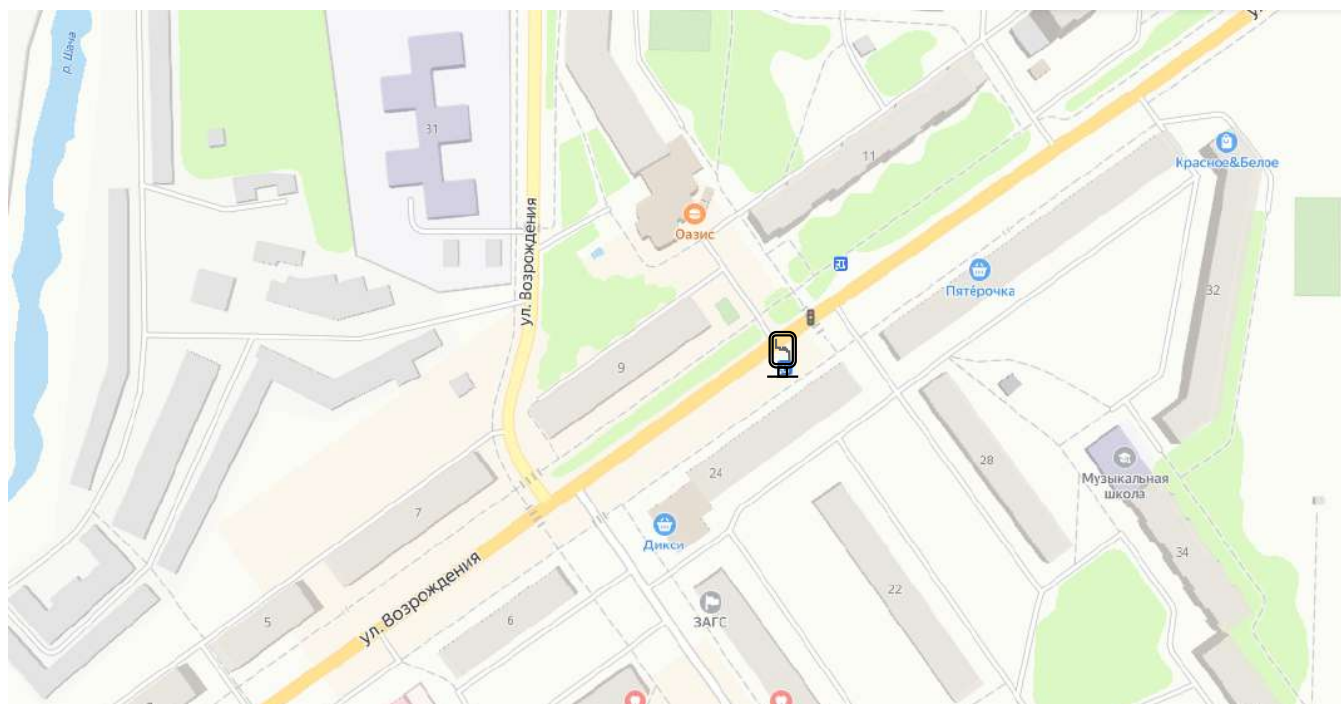 р. Шача
31
11
Красное&Белое
Оазис
ул. Возрождения
Пятёрочка
32
9
24
28
Музыкальная
школа
7
Дикси
34
22
ул. Возрождения
ЗАГС
5
6